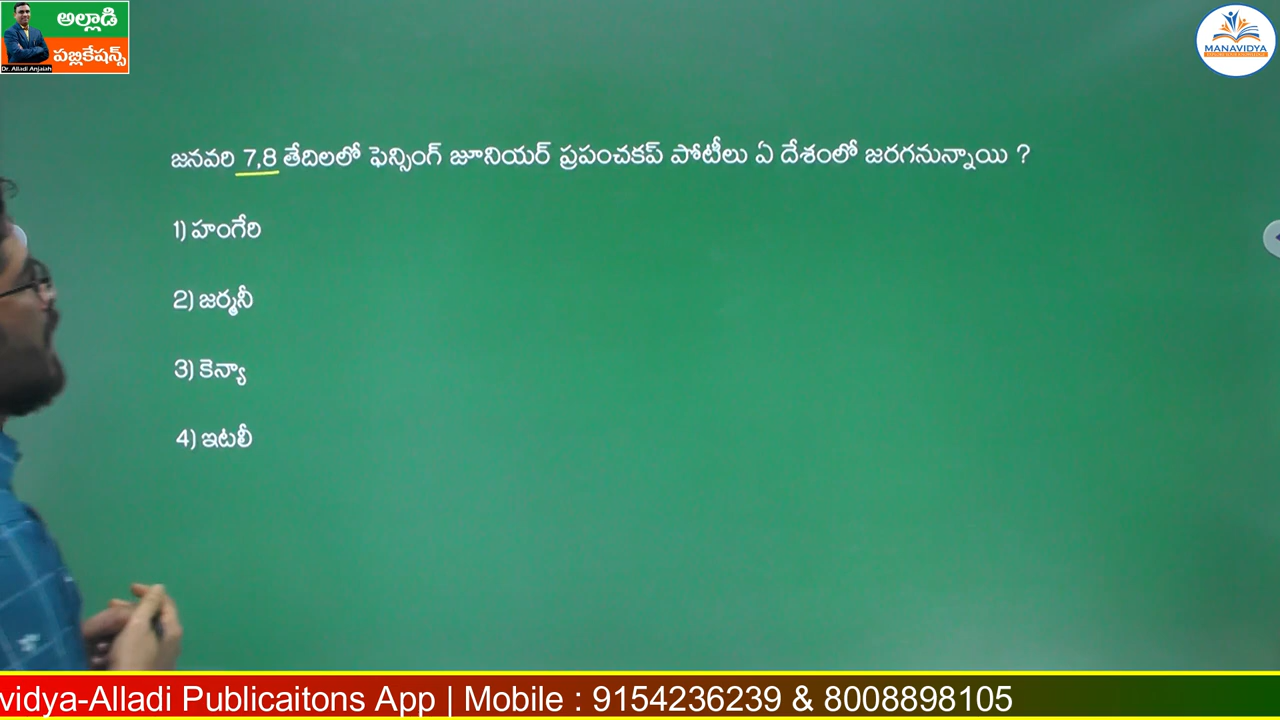 అల్లాడి
పబ్లికేషన్స్
Dr. Alladi Anjaiah
MANAVIDYA
జనవరి 7,8 తేదిలలో ఫెన్సింగ్ జూనియర్ ప్రపంచకప్ పోటీలు ఏ దేశంలో జరగనున్నాయి ?
1) హంగేరి
2) జర్మనీ
3) కెన్యా
4) ఇటలీ
vidya-Alladi Publicaitons App | Mobile : 9154236239 & 8008898105